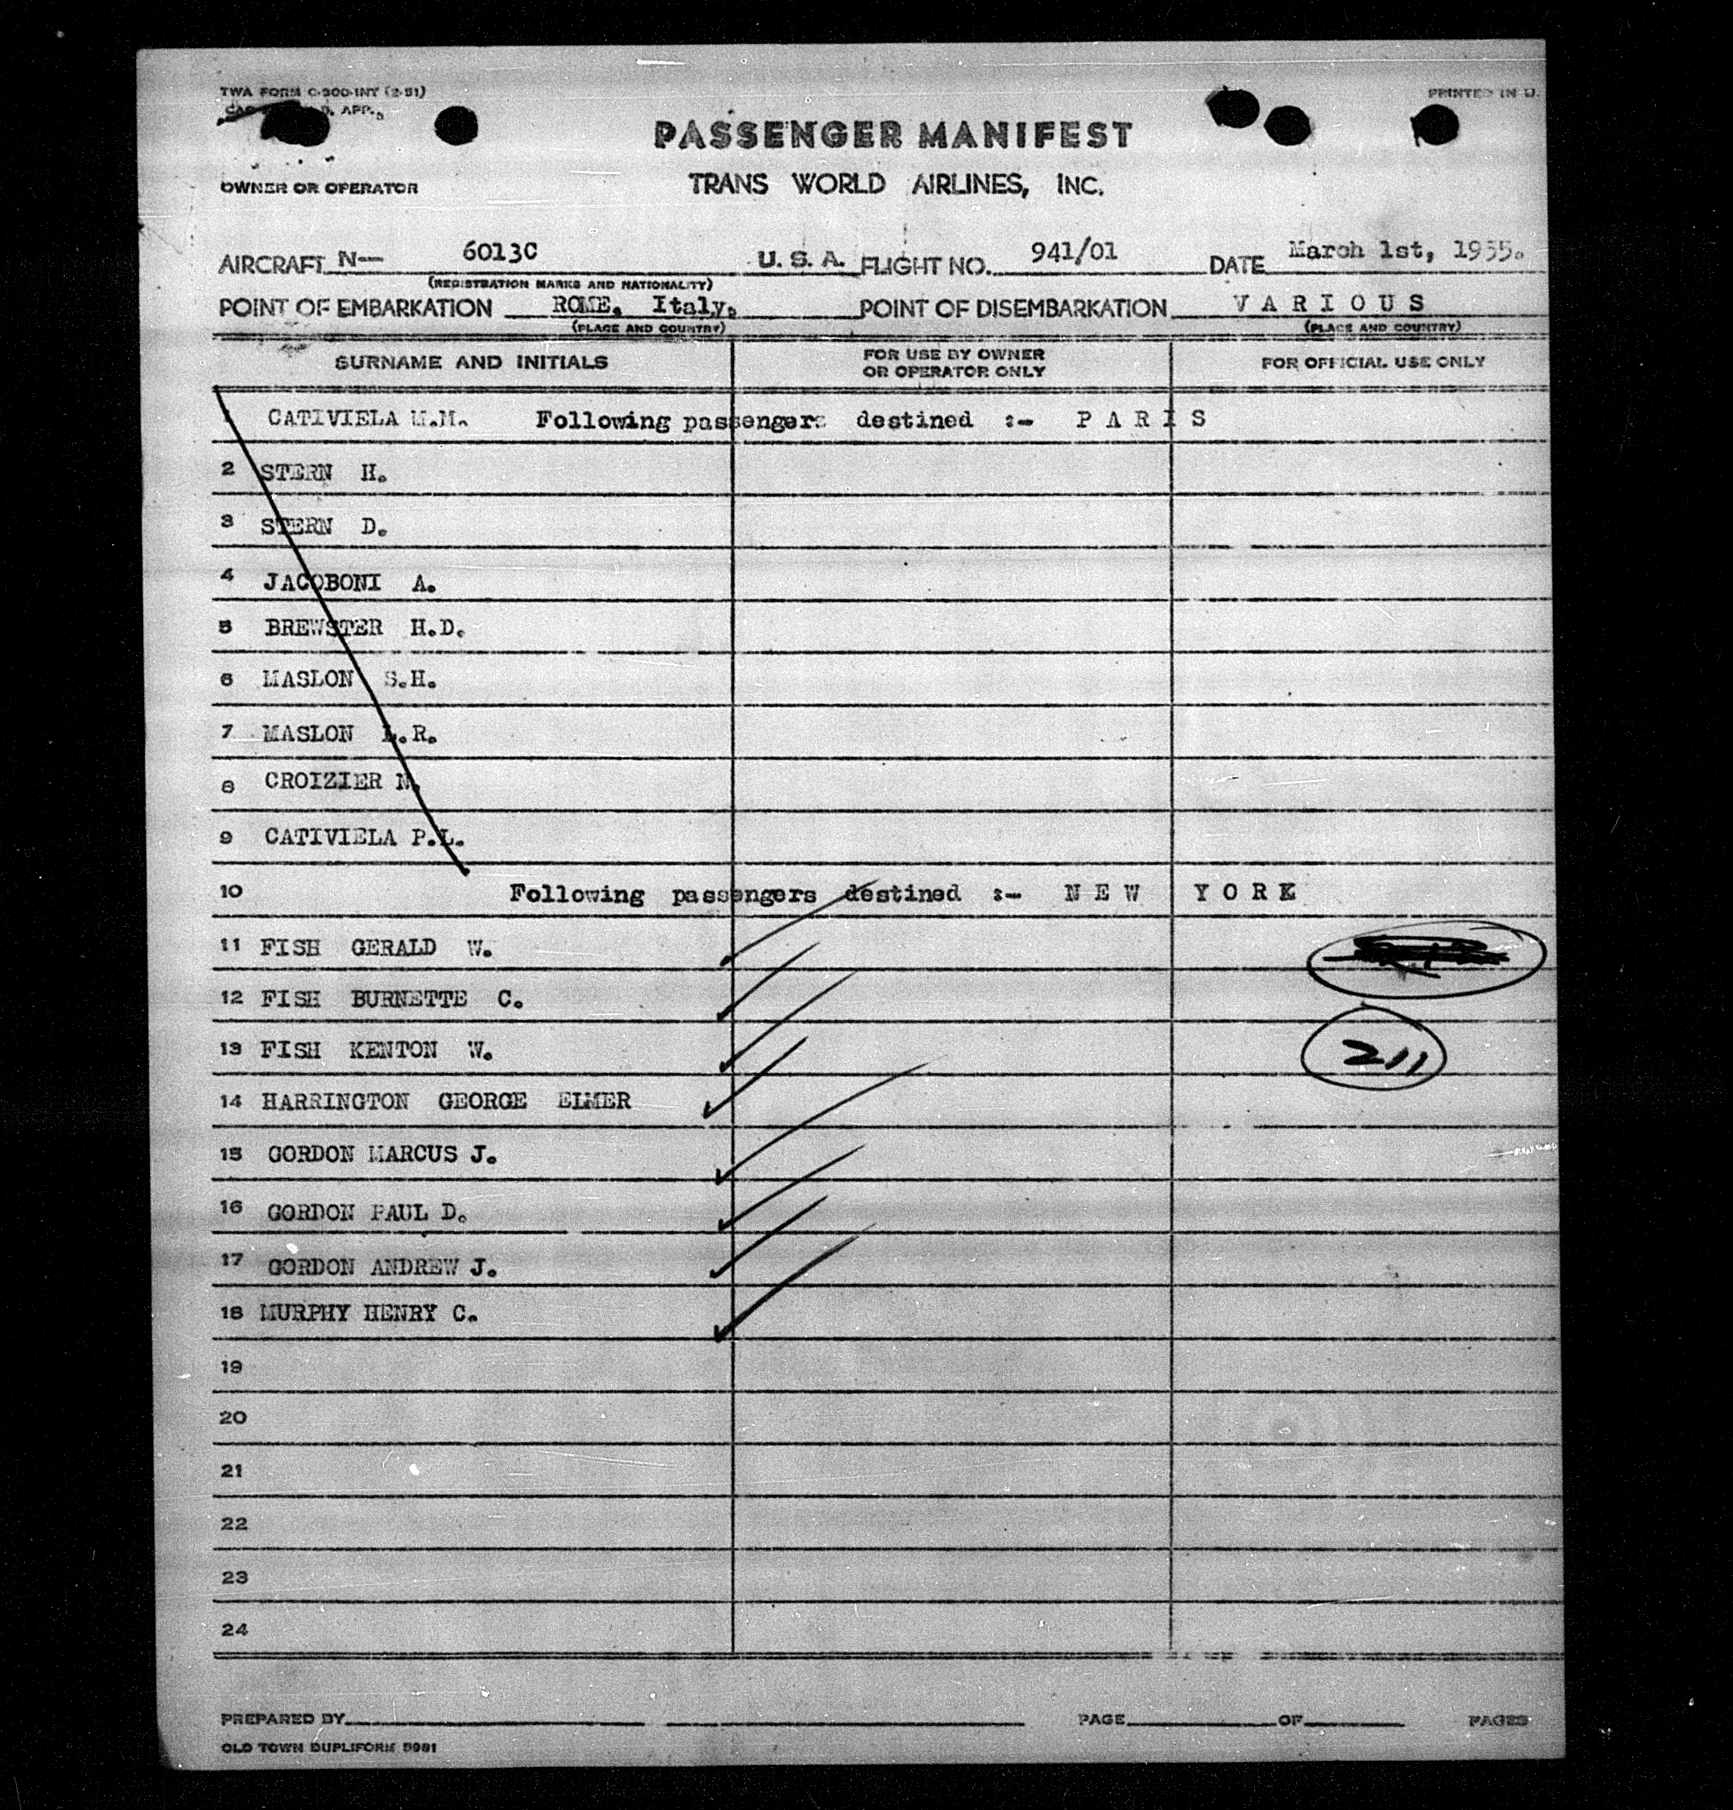 TWA FORM C-300-INT (2-51)
APP.
PRINTED IN U.
PASSENGER MANIFEST
OWNER OR OPERATOR TRANS WORLD AIRLINES, INC.
AIRCRAFT N— 6013C U. S. A. FLIGHT NO. 941/01 DATE March 1st, 1955.
(REGISTRATION MARKS AND NATIONALITY)
POINT OF EMBARKATION ROME, Italy. POINT OF DISEMBARKATION V A R I O U S
(PLACE AND COUNTRY) (PLACE AND COUNTRY)
SURNAME AND INITIALS FOR USE BY OWNER OR OPERATOR ONLY FOR OFFICIAL USE ONLY
1 CATIVIELA M.M. Following passengers destined :- P A R I S
2 STERN H.
3 STERN D.
4 JACOBONI A.
5 BREWSTER H.D.
6 MASLON S.H.
7 MASLON L.R.
8 CROIZIER N.
9 CATIVIELA P.L.
10 Following passengers destined :- N E W Y O R K
11 FISH GERALD W.
12 FISH BURNETTE C.
13 FISH KENTON W. 211
14 HARRINGTON GEORGE ELMER
15 GORDON MARCUS J.
16 GORDON PAUL D.
17 GORDON ANDREW J.
18 MURPHY HENRY C.
19
20
21
22
23
24
PREPARED BY PAGE OF PAGES
OLD TOWN DUPLIFORM 5981